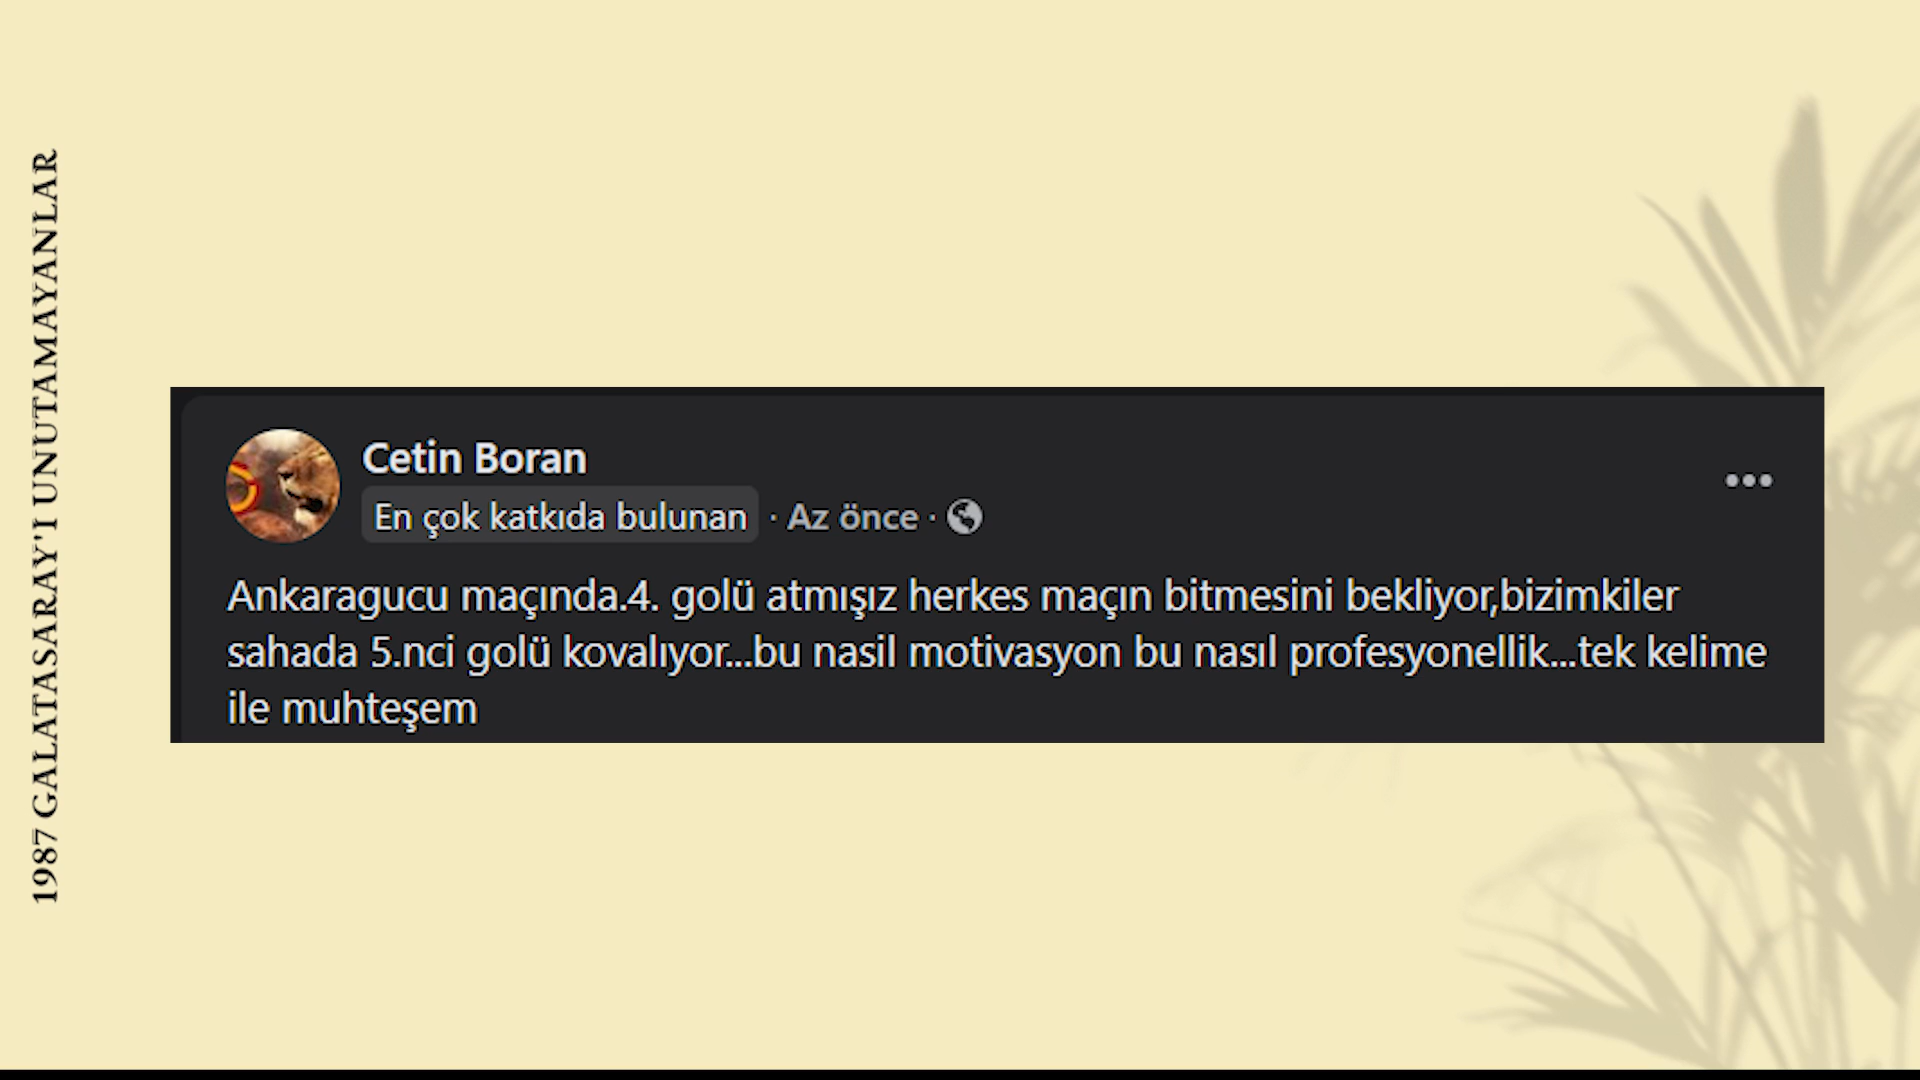 1987 GALATASARAY'I UNUTAMAYANLAR
Cetin Boran
En çok katkıda bulunan · Az önce ·
Ankaragucu maçında.4. golü atmışız herkes maçın bitmesini bekliyor,bizimkiler
sahada 5.nci golü kovalıyor...bu nasil motivasyon bu nasıl profesyonellik...tek kelime
ile muhteşem